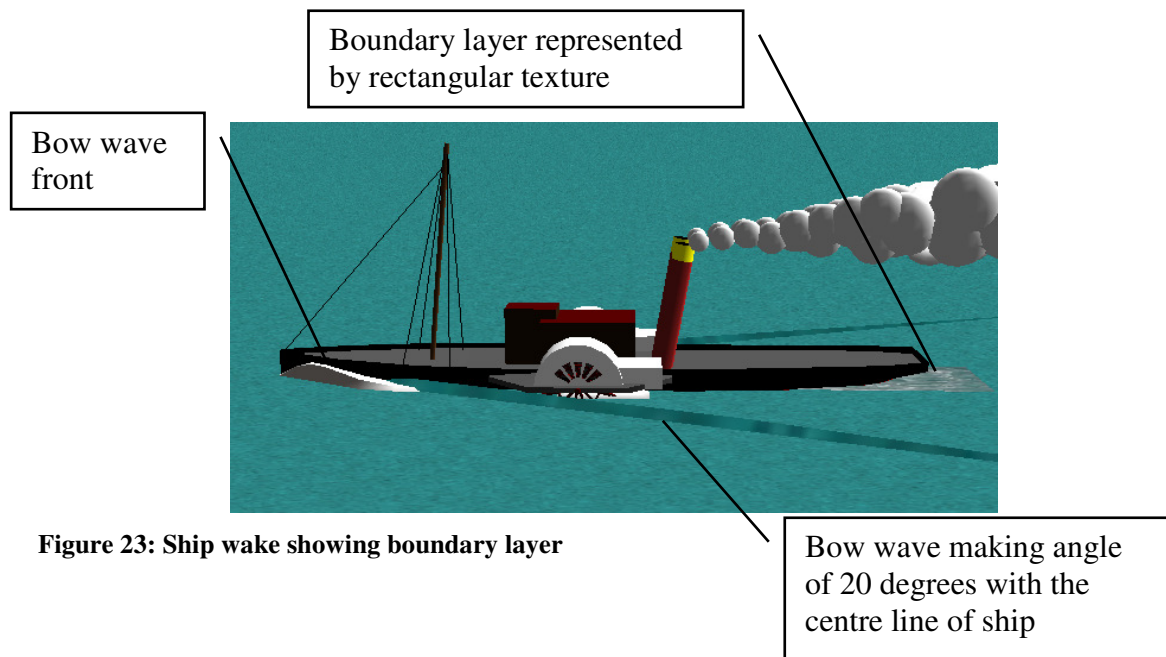 Boundary layer represented
by rectangular texture
Bow wave
front
Figure 23: Ship wake showing boundary layer
Bow wave making angle
of 20 degrees with the
centre line of ship